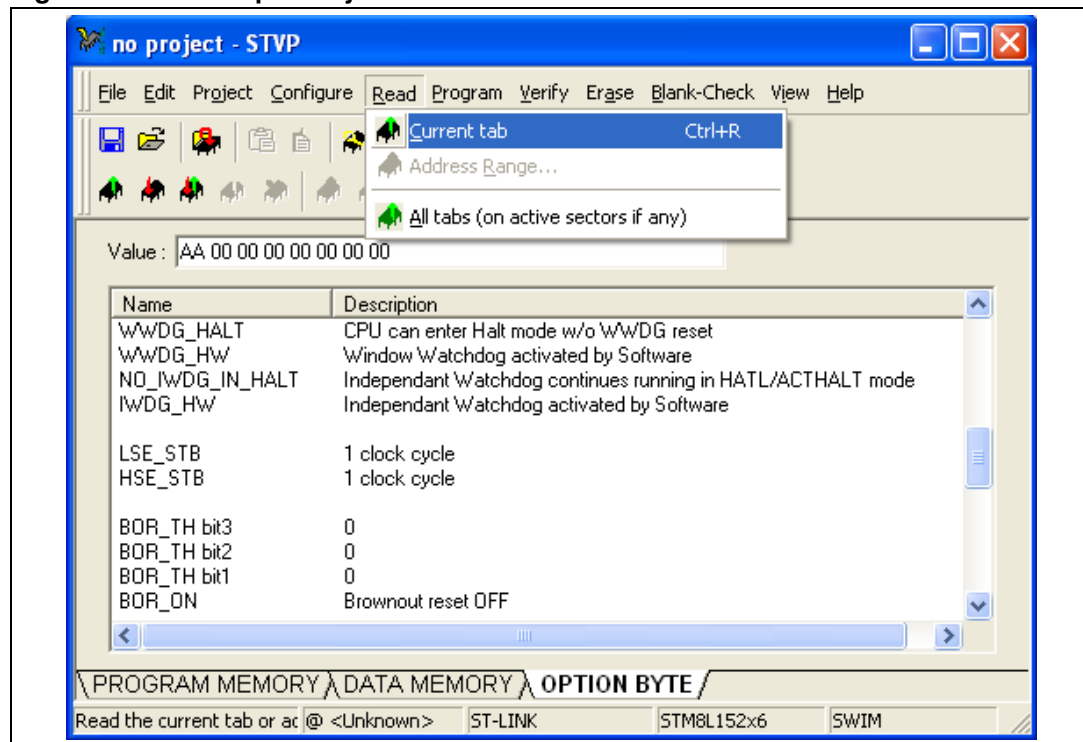 no project - STVP
File Edit Project Configure Read Program Verify Erase Blank-Check View Help
Current tab Ctrl+R
Address Range...
All tabs (on active sectors if any)
Value : AA 00 00 00 00 00 00 00
Name Description
WWDG_HALT CPU can enter Halt mode w/o WWDG reset
WWDG_HW Window Watchdog activated by Software
NO_IWDG_IN_HALT Independant Watchdog continues running in HATL/ACTHALT mode
IWDG_HW Independant Watchdog activated by Software
LSE_STB 1 clock cycle
HSE_STB 1 clock cycle
BOR_TH bit3 0
BOR_TH bit2 0
BOR_TH bit1 0
BOR_ON Brownout reset OFF
PROGRAM MEMORY DATA MEMORY OPTION BYTE
Read the current tab or ac @ <Unknown> ST-LINK STM8L152x6 SWIM